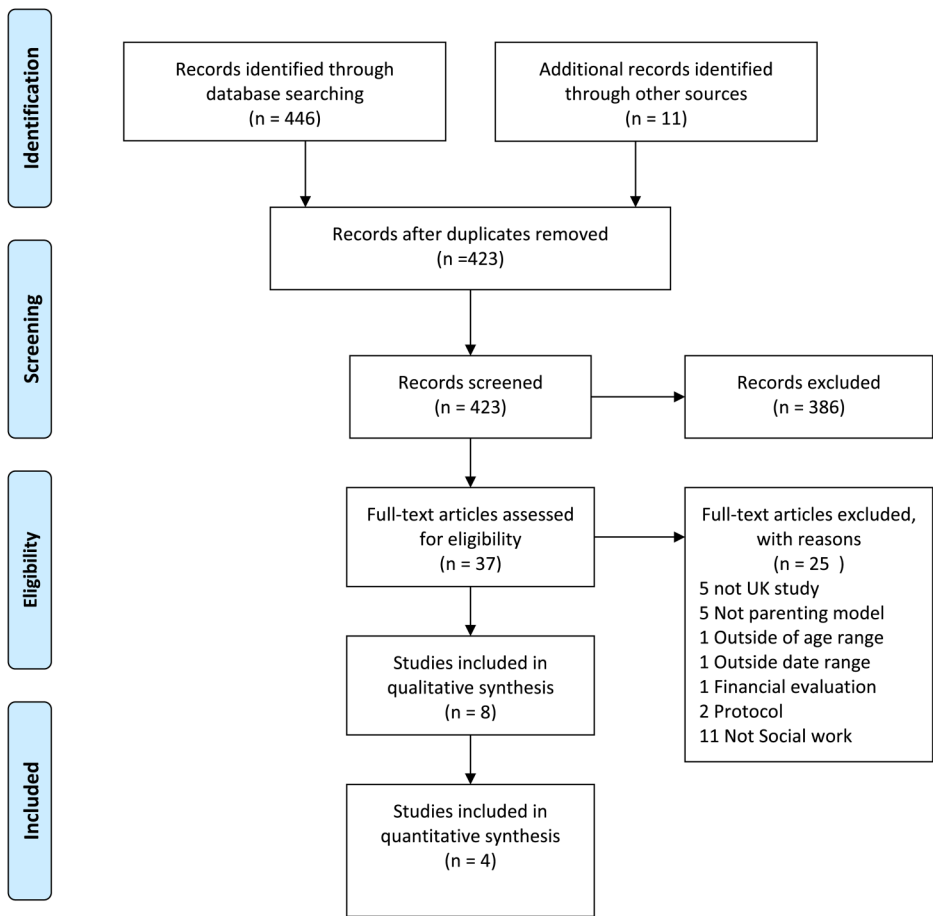 Identification
Records identified through
database searching
(n = 446)
Additional records identified
through other sources
(n = 11)
Records after duplicates removed
(n =423)
Screening
Records screened
(n = 423)
Records excluded
(n = 386)
Eligibility
Full-text articles assessed
for eligibility
(n = 37)
Full-text articles excluded,
with reasons
(n = 25 )
5 not UK study
5 Not parenting model
1 Outside of age range
1 Outside date range
1 Financial evaluation
2 Protocol
11 Not Social work
Studies included in
qualitative synthesis
(n = 8)
Included
Studies included in
quantitative synthesis
(n = 4)